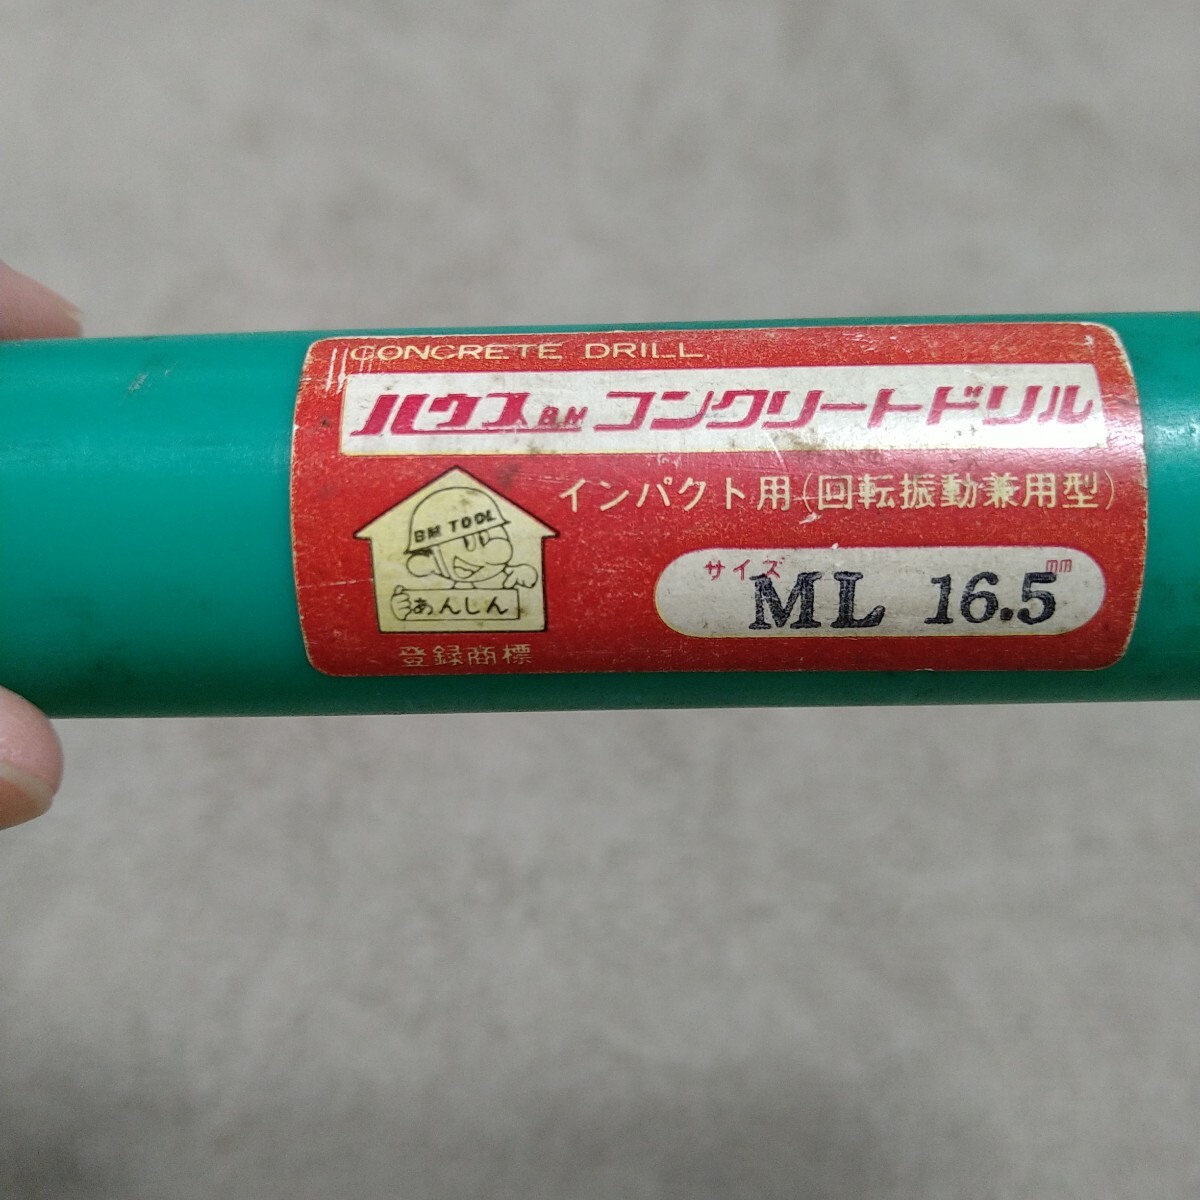 CONCRETE DRILL
ハウスB.M コンクリートドリル
インパクト用(回転振動兼用型)
BM TOOL
あんしん
登録商標
サイズ ML 16.5 mm